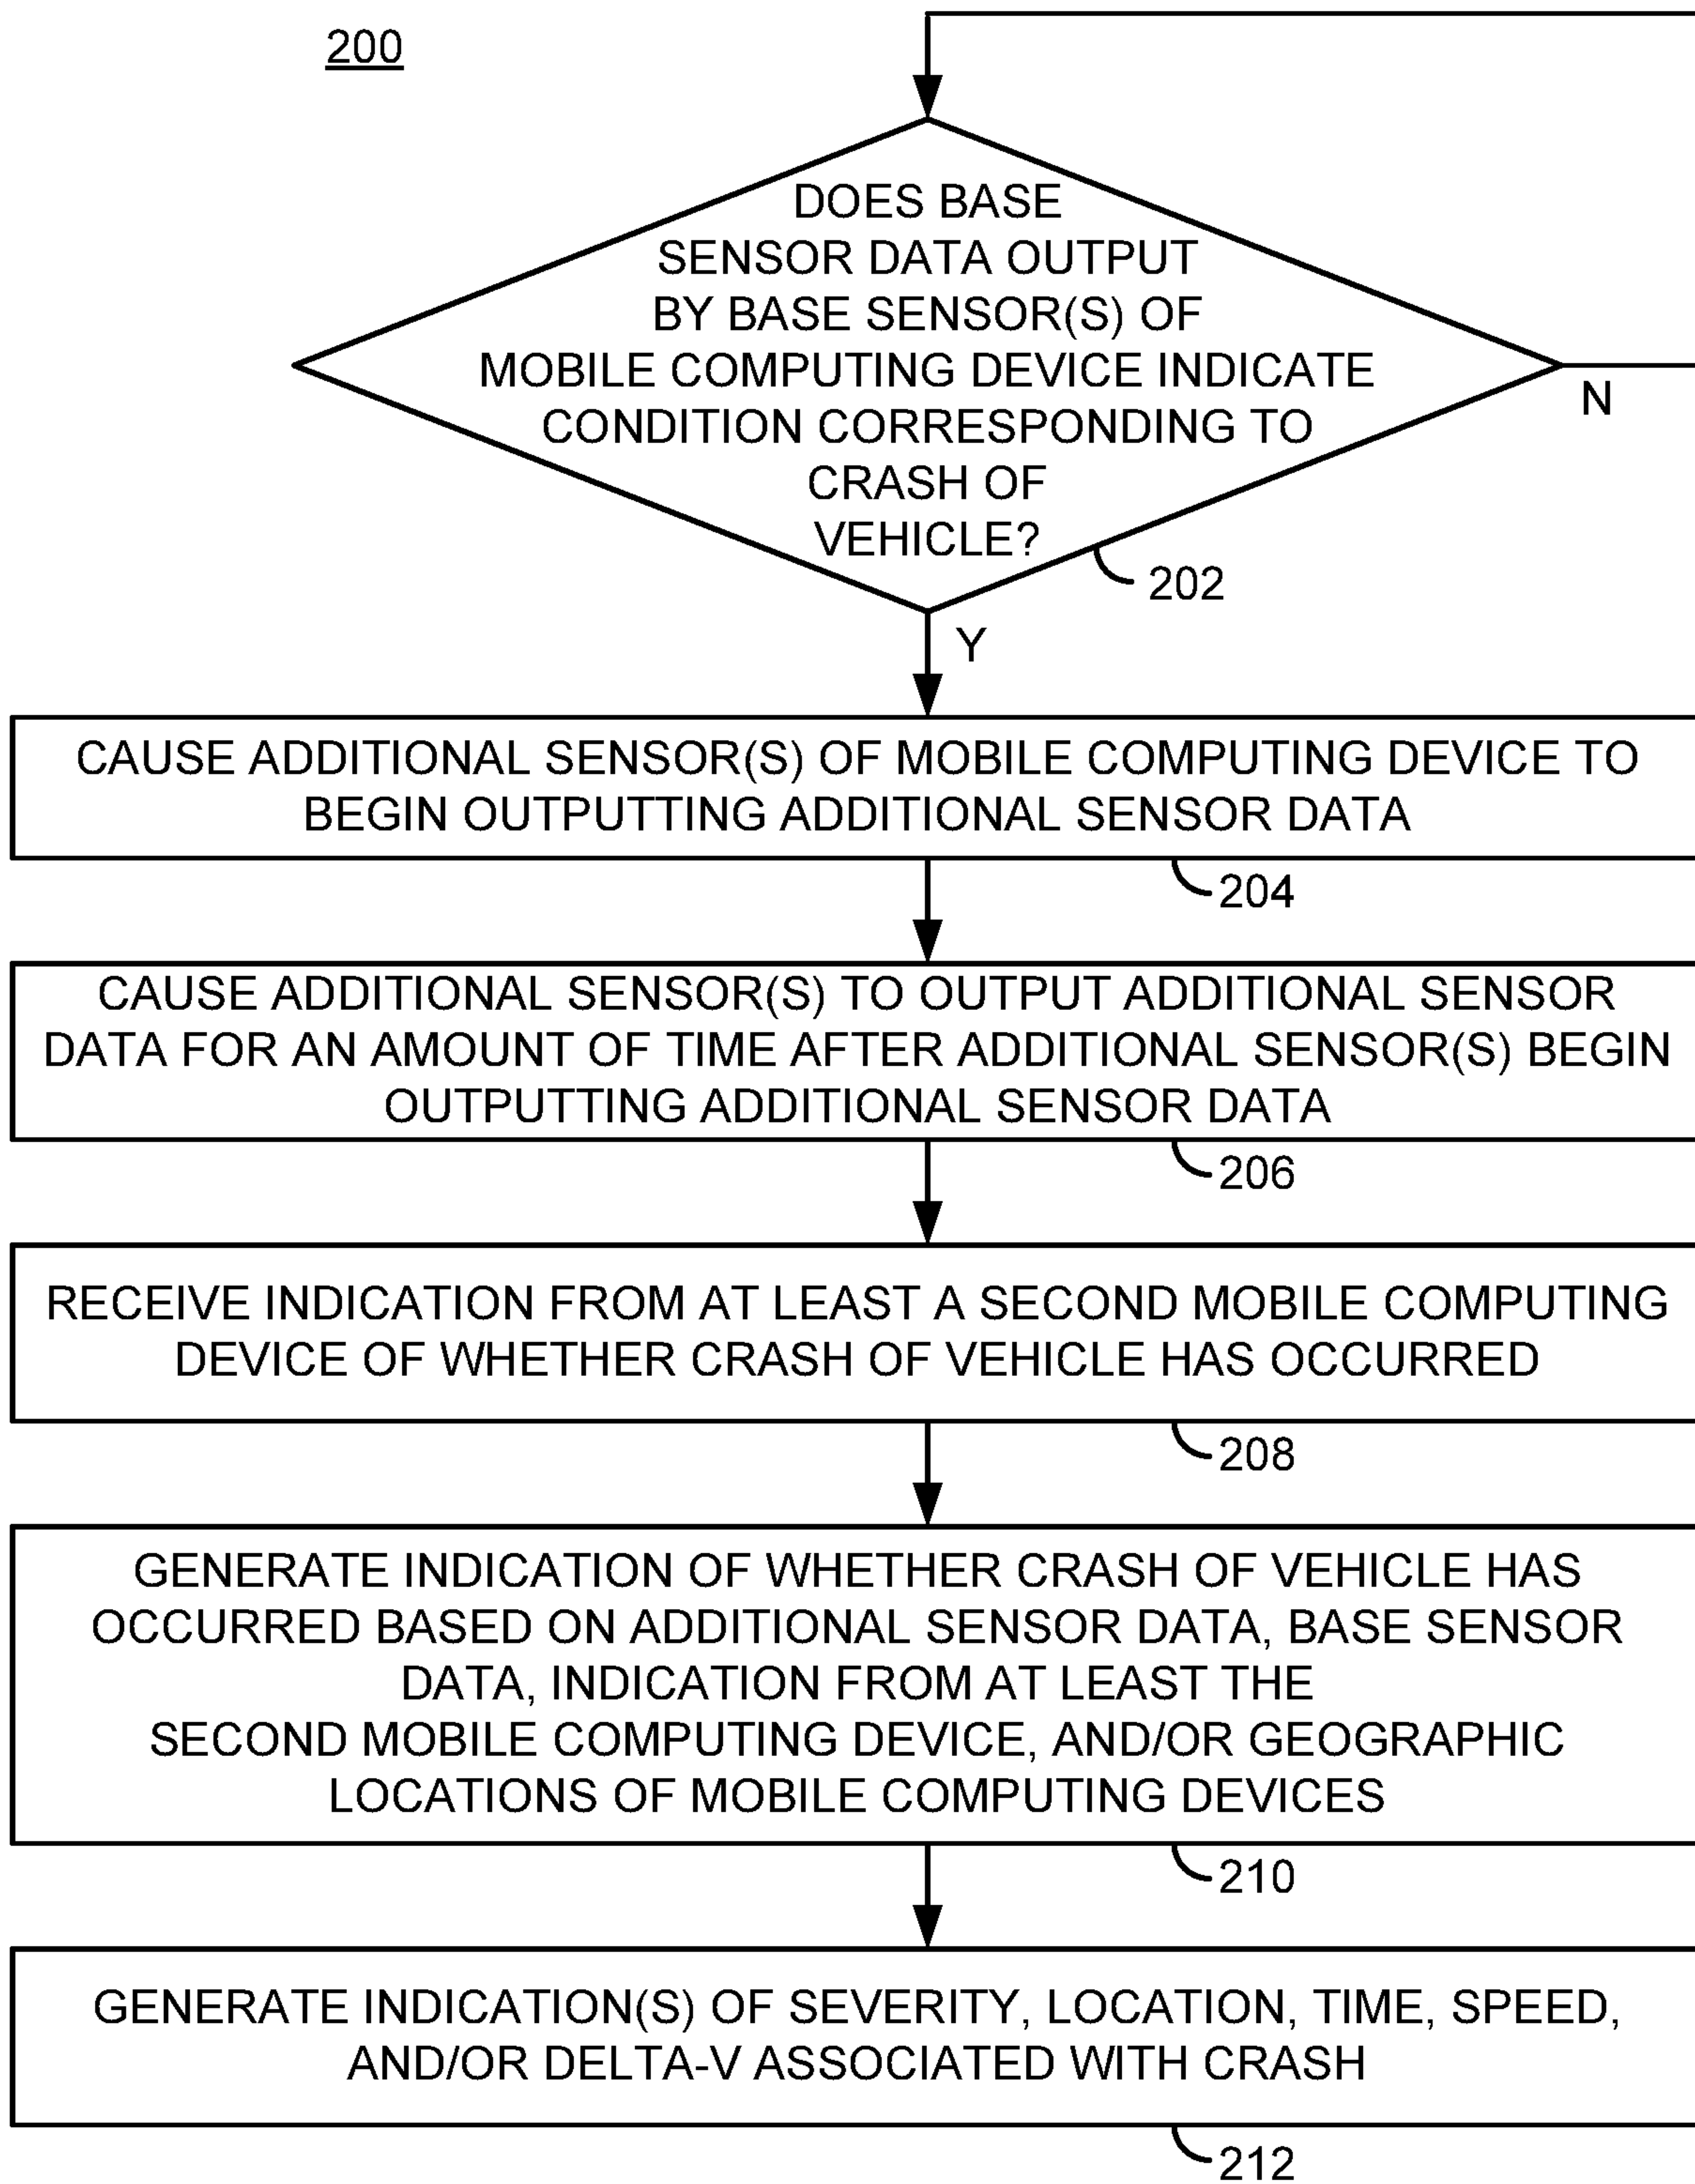 200
DOES BASE
SENSOR DATA OUTPUT
BY BASE SENSOR(S) OF
MOBILE COMPUTING DEVICE INDICATE
CONDITION CORRESPONDING TO
CRASH OF
VEHICLE?
N
202
Y
CAUSE ADDITIONAL SENSOR(S) OF MOBILE COMPUTING DEVICE TO
BEGIN OUTPUTTING ADDITIONAL SENSOR DATA
204
CAUSE ADDITIONAL SENSOR(S) TO OUTPUT ADDITIONAL SENSOR
DATA FOR AN AMOUNT OF TIME AFTER ADDITIONAL SENSOR(S) BEGIN
OUTPUTTING ADDITIONAL SENSOR DATA
206
RECEIVE INDICATION FROM AT LEAST A SECOND MOBILE COMPUTING
DEVICE OF WHETHER CRASH OF VEHICLE HAS OCCURRED
208
GENERATE INDICATION OF WHETHER CRASH OF VEHICLE HAS
OCCURRED BASED ON ADDITIONAL SENSOR DATA, BASE SENSOR
DATA, INDICATION FROM AT LEAST THE
SECOND MOBILE COMPUTING DEVICE, AND/OR GEOGRAPHIC
LOCATIONS OF MOBILE COMPUTING DEVICES
210
GENERATE INDICATION(S) OF SEVERITY, LOCATION, TIME, SPEED,
AND/OR DELTA-V ASSOCIATED WITH CRASH
212